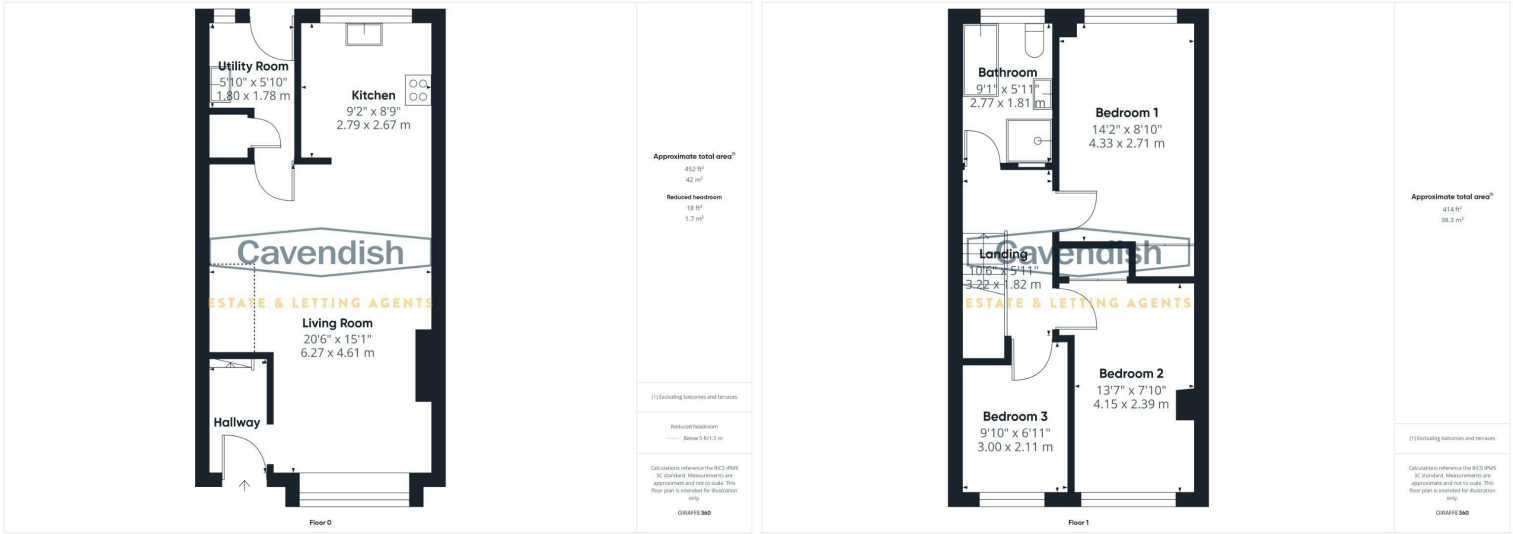 Utility Room
5'10" x 5'10"
1.80 x 1.78 m
Kitchen
9'2" x 8'9"
2.79 x 2.67 m
Cavendish
ESTATE & LETTING AGENTS
Living Room
20'6" x 15'1"
6.27 x 4.61 m
Hallway
Floor 0
Approximate total area(1)
452 ft²
42 m²
Reduced headroom
18 ft²
1.7 m²
(1) Excluding balconies and terraces
Reduced headroom
Below 5 ft/1.5 m
Calculations reference the RICS IPMS
3C standard. Measurements are
approximate and not to scale. This
floor plan is intended for illustration
only.
GIRAFFE360
Bathroom
9'1" x 5'11"
2.77 x 1.81 m
Bedroom 1
14'2" x 8'10"
4.33 x 2.71 m
Cavendish
Landing
10'6" x 5'11"
3.22 x 1.82 m
ESTATE & LETTING AGENTS
Bedroom 2
13'7" x 7'10"
4.15 x 2.39 m
Bedroom 3
9'10" x 6'11"
3.00 x 2.11 m
Floor 1
Approximate total area(1)
414 ft²
38.3 m²
(1) Excluding balconies and terraces
Calculations reference the RICS IPMS
3C standard. Measurements are
approximate and not to scale. This
floor plan is intended for illustration
only.
GIRAFFE360